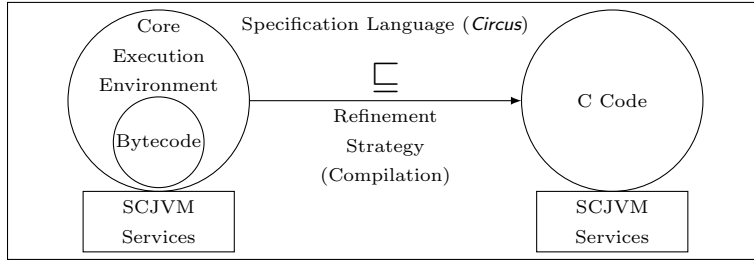 Specification Language (Circus)
Core
Execution
Environment
Bytecode
SCJVM
Services
⊑
Refinement
Strategy
(Compilation)
C Code
SCJVM
Services